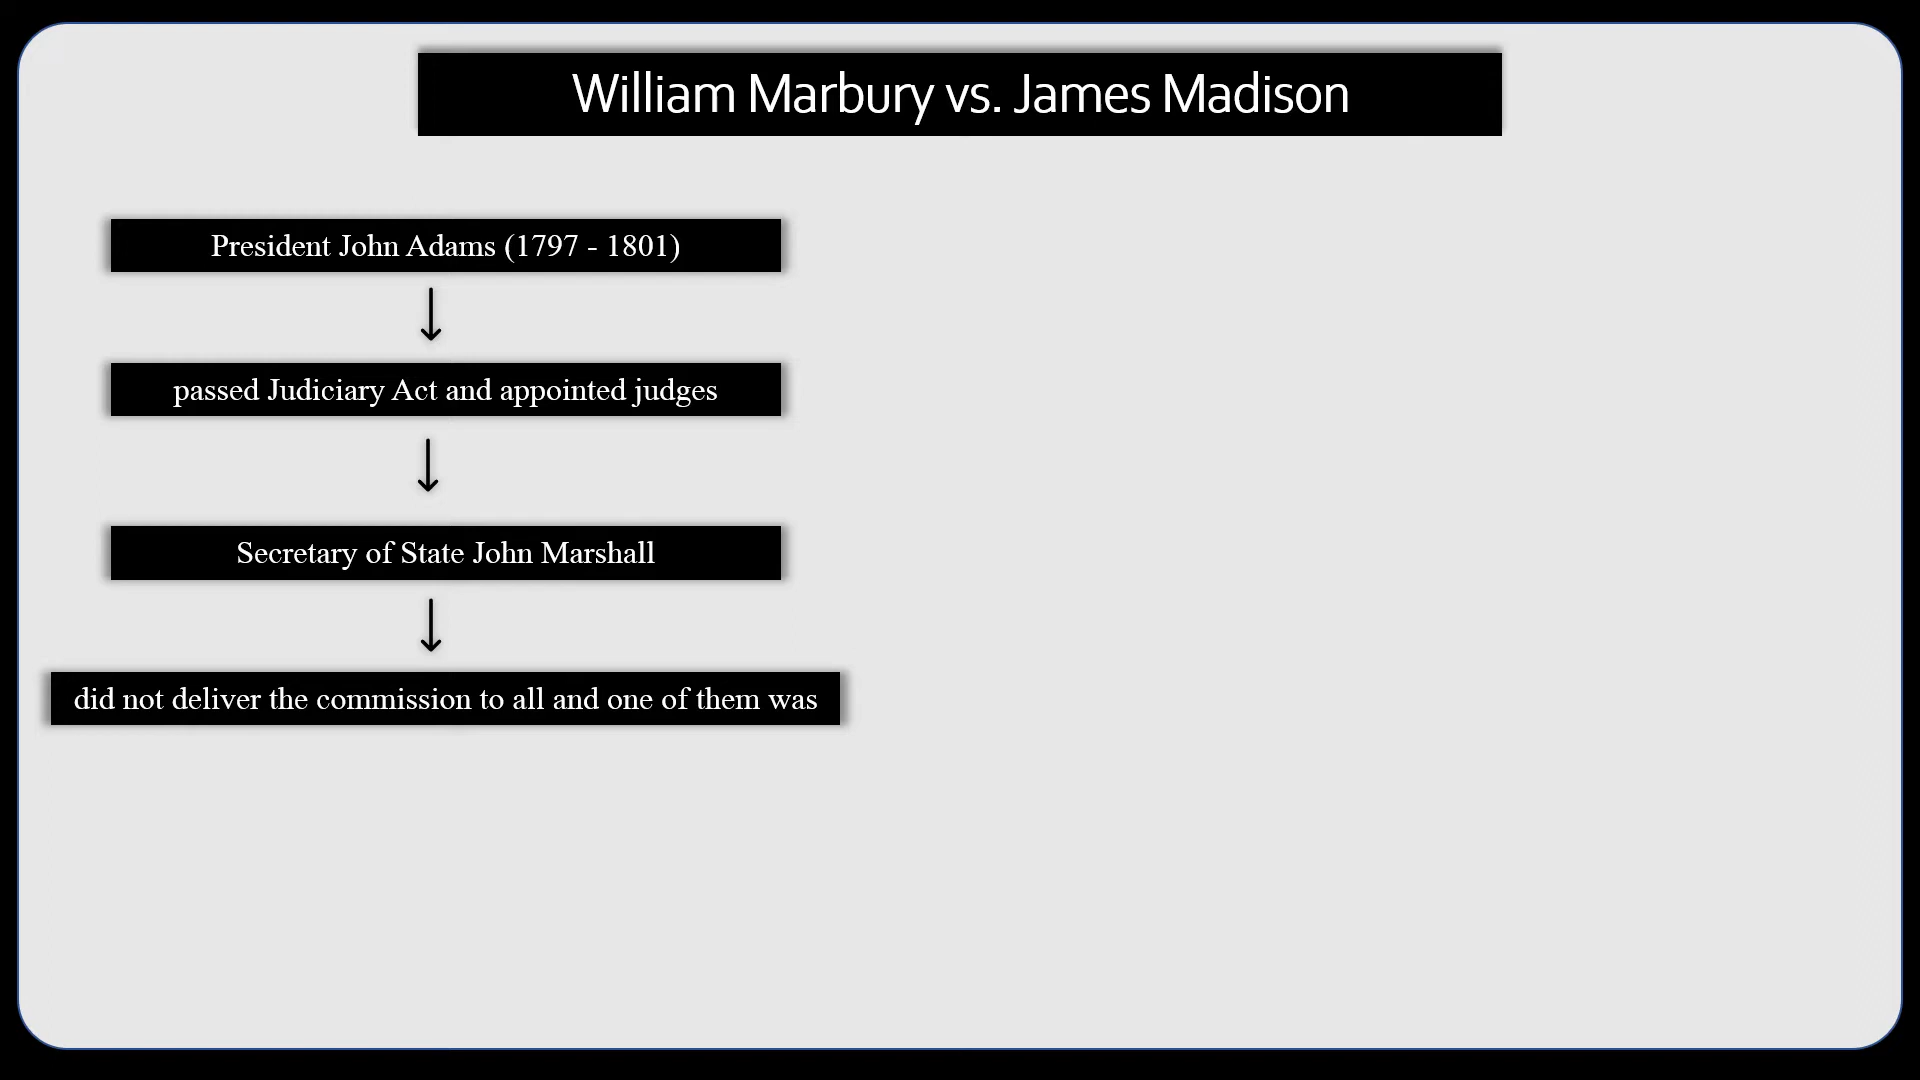 William Marbury vs. James Madison
President John Adams (1797 - 1801)
passed Judiciary Act and appointed judges
Secretary of State John Marshall
did not deliver the commission to all and one of them was